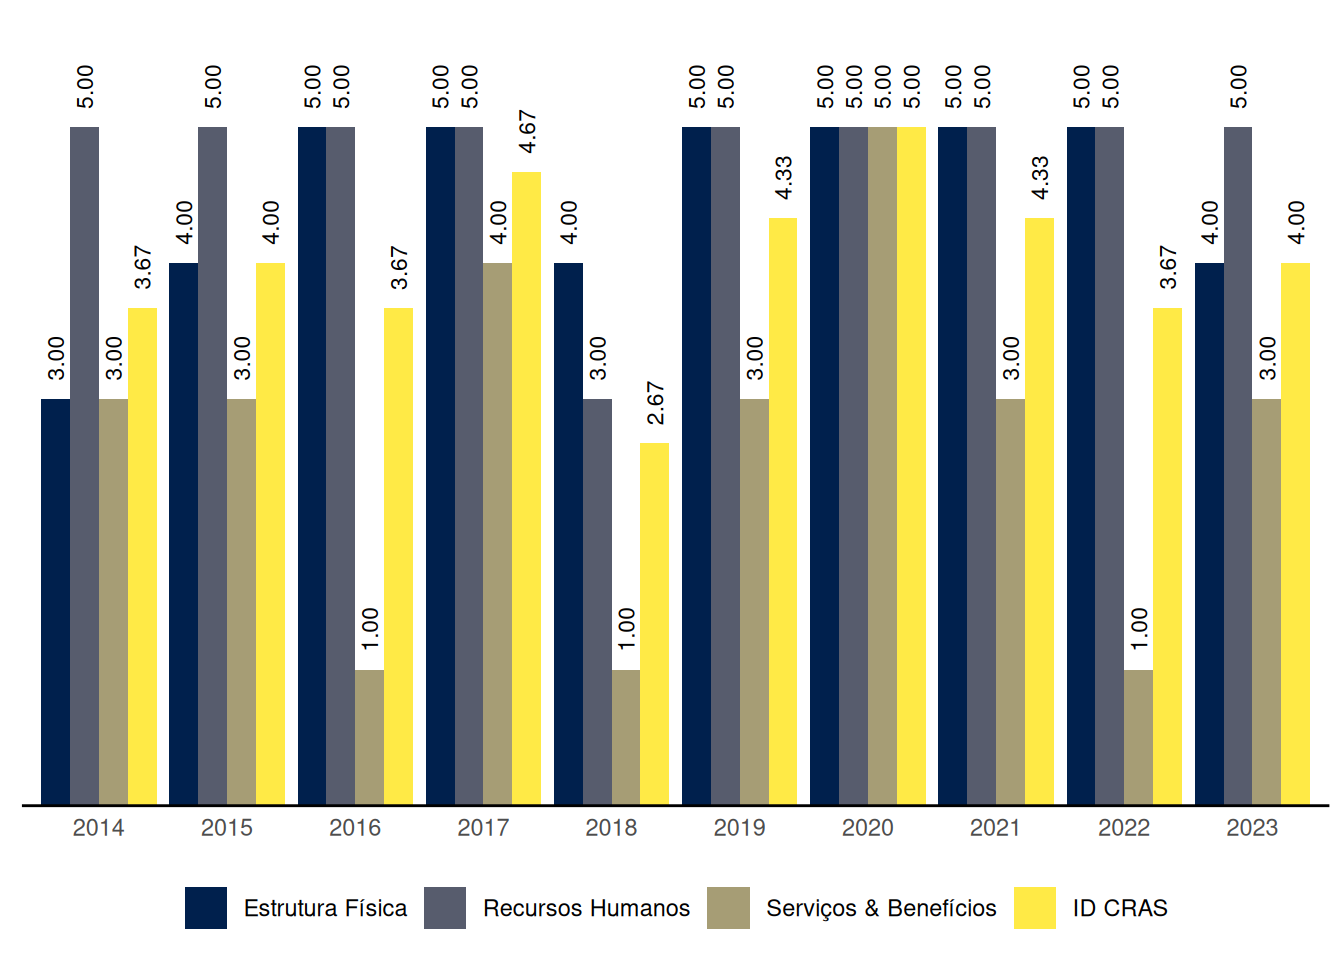 5.00 5.00 5.00 5.00 5.00 5.00 5.00 5.00 5.00 5.00 5.00 5.00 5.00 5.00 5.00 5.00 5.00
4.67
4.33 4.33
4.00 4.00 4.00 4.00 4.00 4.00
3.67 3.67 3.67
3.00 3.00 3.00 3.00 3.00 3.00 3.00
2.67
1.00 1.00 1.00
2014 2015 2016 2017 2018 2019 2020 2021 2022 2023
Estrutura Física Recursos Humanos Serviços & Benefícios ID CRAS